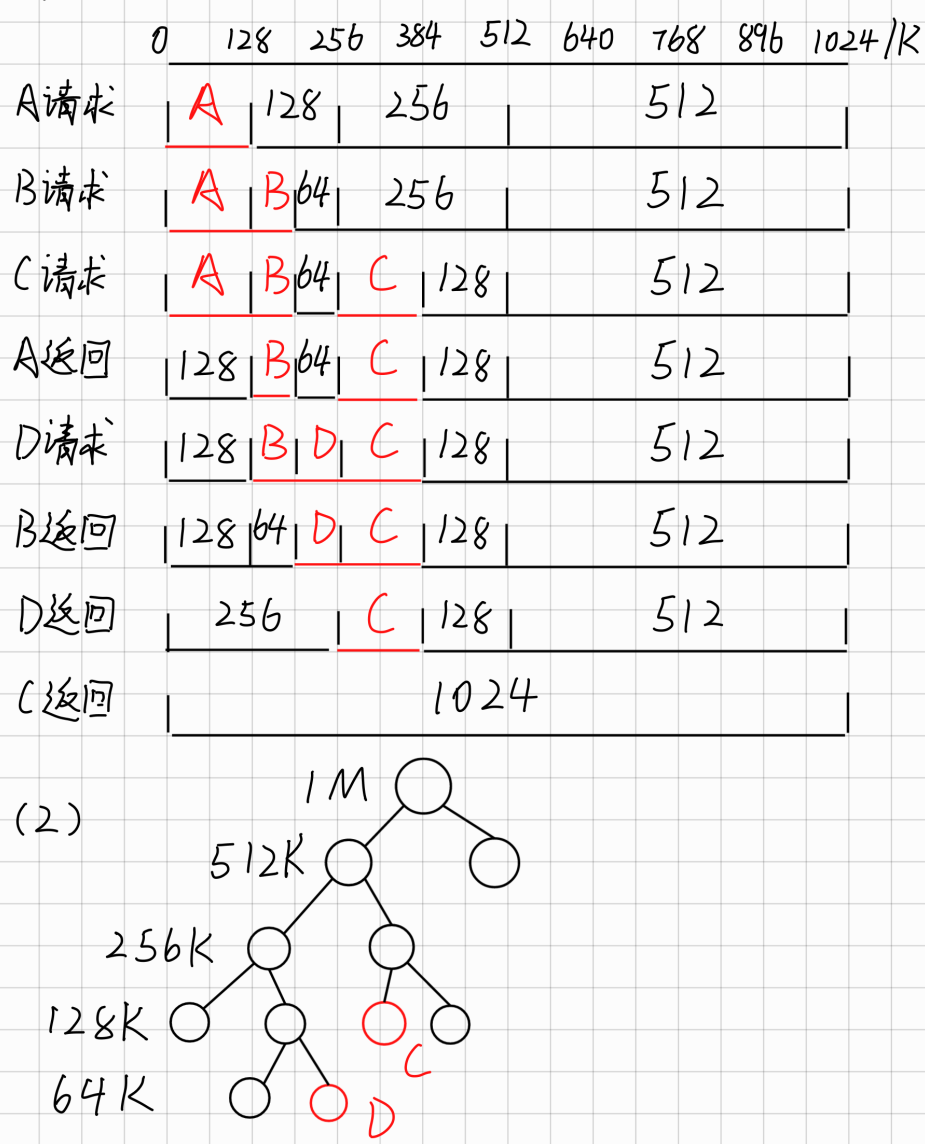 0 128 256 384 512 640 768 896 1024/K
A请求 A 128 256 512
B请求 A B 64 256 512
C请求 A B 64 C 128 512
A返回 128 B 64 C 128 512
D请求 128 B D C 128 512
B返回 128 64 D C 128 512
D返回 256 C 128 512
C返回 1024
1M
(2)
512K
256K
128K
C
64K
D